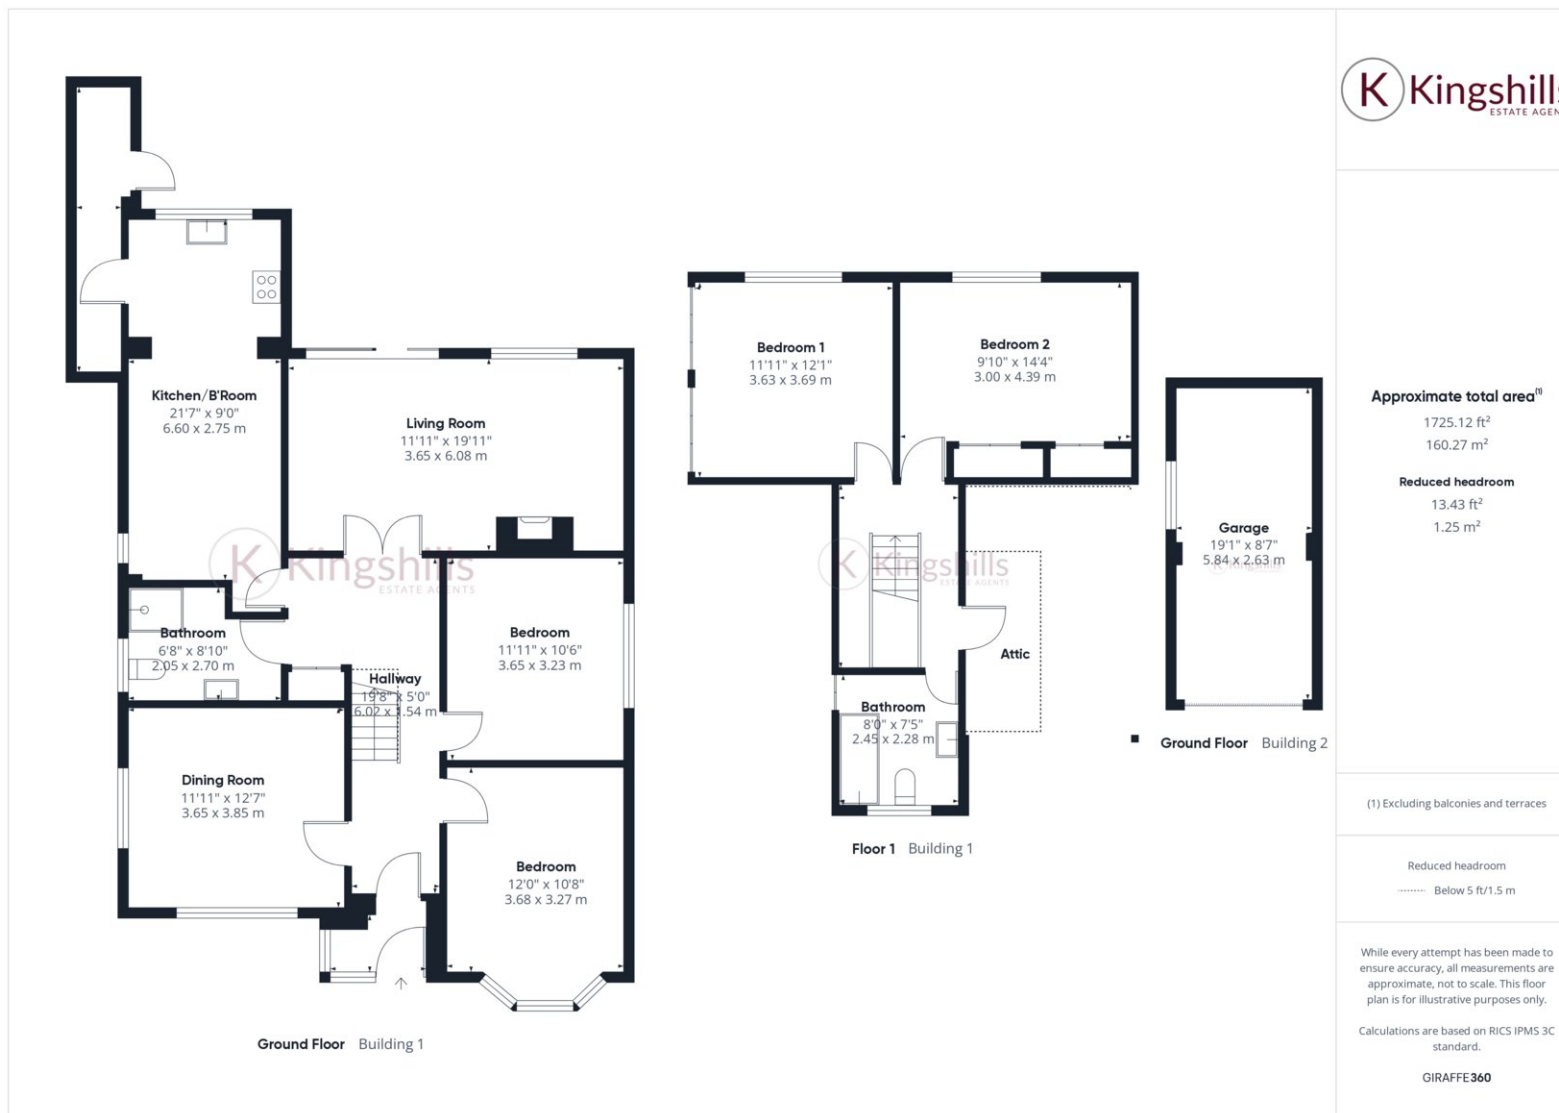 Kitchen/B'Room
21'7" x 9'0"
6.60 x 2.75 m
Living Room
11'11" x 19'11"
3.65 x 6.08 m
Kingshills
ESTATE AGENTS
Bathroom
6'8" x 8'10"
2.05 x 2.70 m
Bedroom
11'11" x 10'6"
3.65 x 3.23 m
Hallway
19'8" x 5'0"
6.02 x 1.54 m
Dining Room
11'11" x 12'7"
3.65 x 3.85 m
Bedroom
12'0" x 10'8"
3.68 x 3.27 m
Ground Floor Building 1
Bedroom 1
11'11" x 12'1"
3.63 x 3.69 m
Bedroom 2
9'10" x 14'4"
3.00 x 4.39 m
Kingshills
ESTATE AGENTS
Attic
Bathroom
8'0" x 7'5"
2.45 x 2.28 m
Floor 1 Building 1
Garage
19'1" x 8'7"
5.84 x 2.63 m
Kingshills
Ground Floor Building 2
K Kingshills
ESTATE AGEN
Approximate total area(1)
1725.12 ft²
160.27 m²
Reduced headroom
13.43 ft²
1.25 m²
(1) Excluding balconies and terraces
Reduced headroom
Below 5 ft/1.5 m
While every attempt has been made to
ensure accuracy, all measurements are
approximate, not to scale. This floor
plan is for illustrative purposes only.
Calculations are based on RICS IPMS 3C
standard.
GIRAFFE360